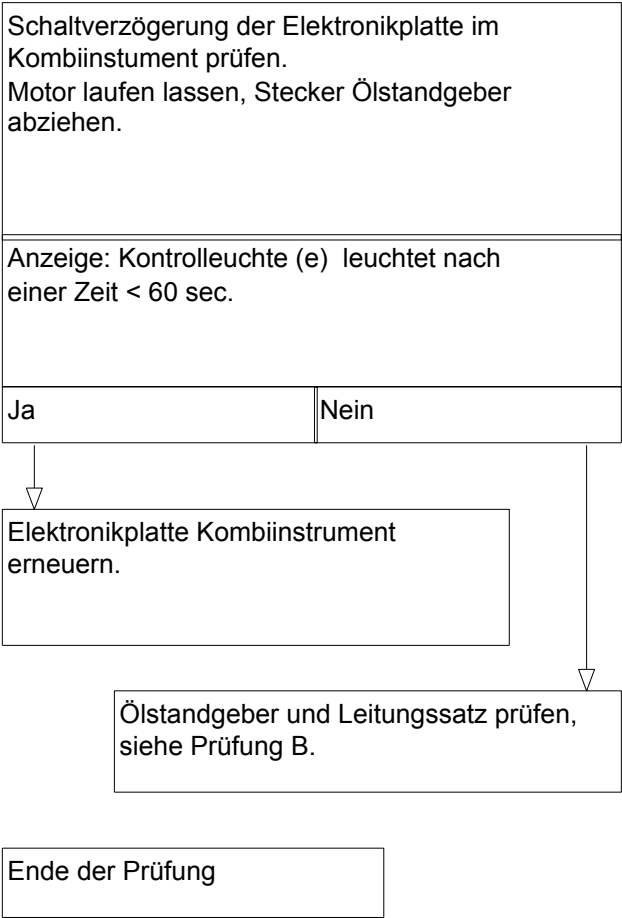 Schaltverzögerung der Elektronikplatte im
Kombiinstument prüfen.
Motor laufen lassen, Stecker Ölstandgeber
abziehen.
Anzeige: Kontrolleuchte (e) leuchtet nach
einer Zeit < 60 sec.
Ja
Nein
Elektronikplatte Kombiinstrument
erneuern.
Ölstandgeber und Leitungssatz prüfen,
siehe Prüfung B.
Ende der Prüfung